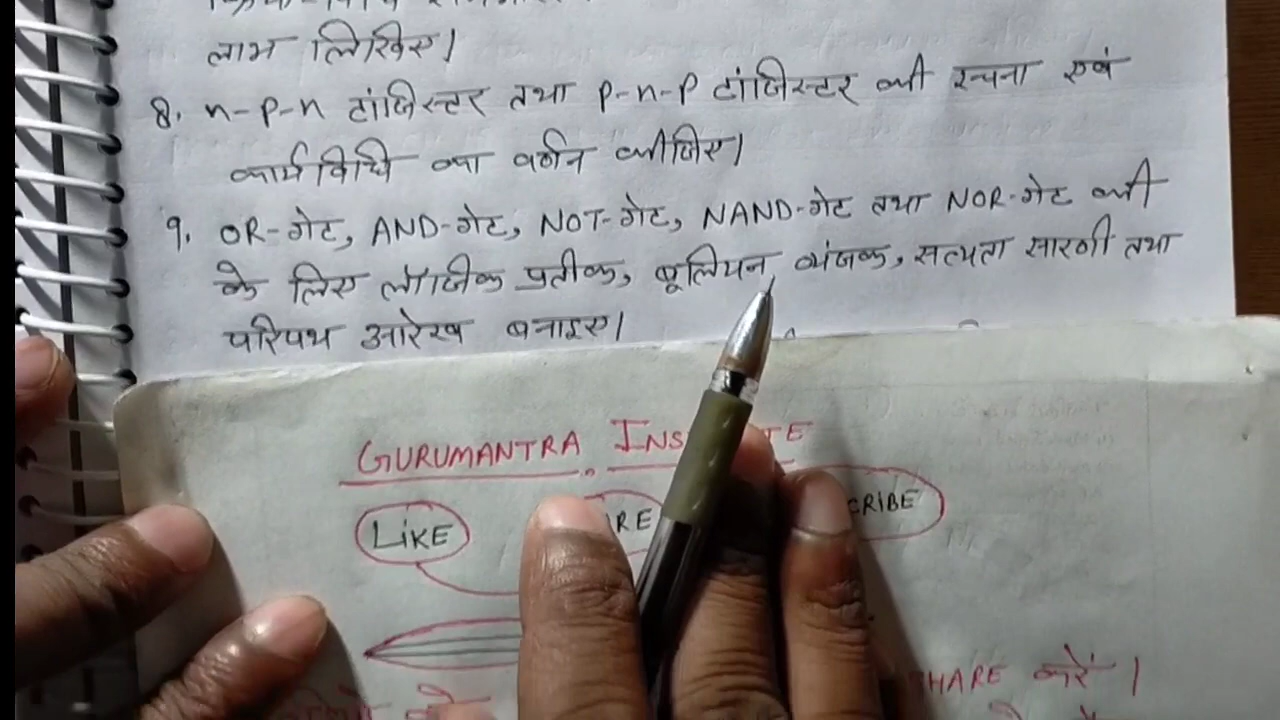 लाभ लिखिए।
8. n-p-n टांजिस्टर तथा p-n-p टांजिस्टर की रचना एवं
कार्यविधि का वर्णन कीजिए।
9. OR-गेट, AND-गेट, NOT-गेट, NAND-गेट तथा NOR-गेट की
के लिए लॉजिक प्रतीक, बूलियन व्यंजक, सत्यता सारणी तथा
परिपथ आरेख बनाइए।
GURUMANTRA
LIKE
SHARE करें।